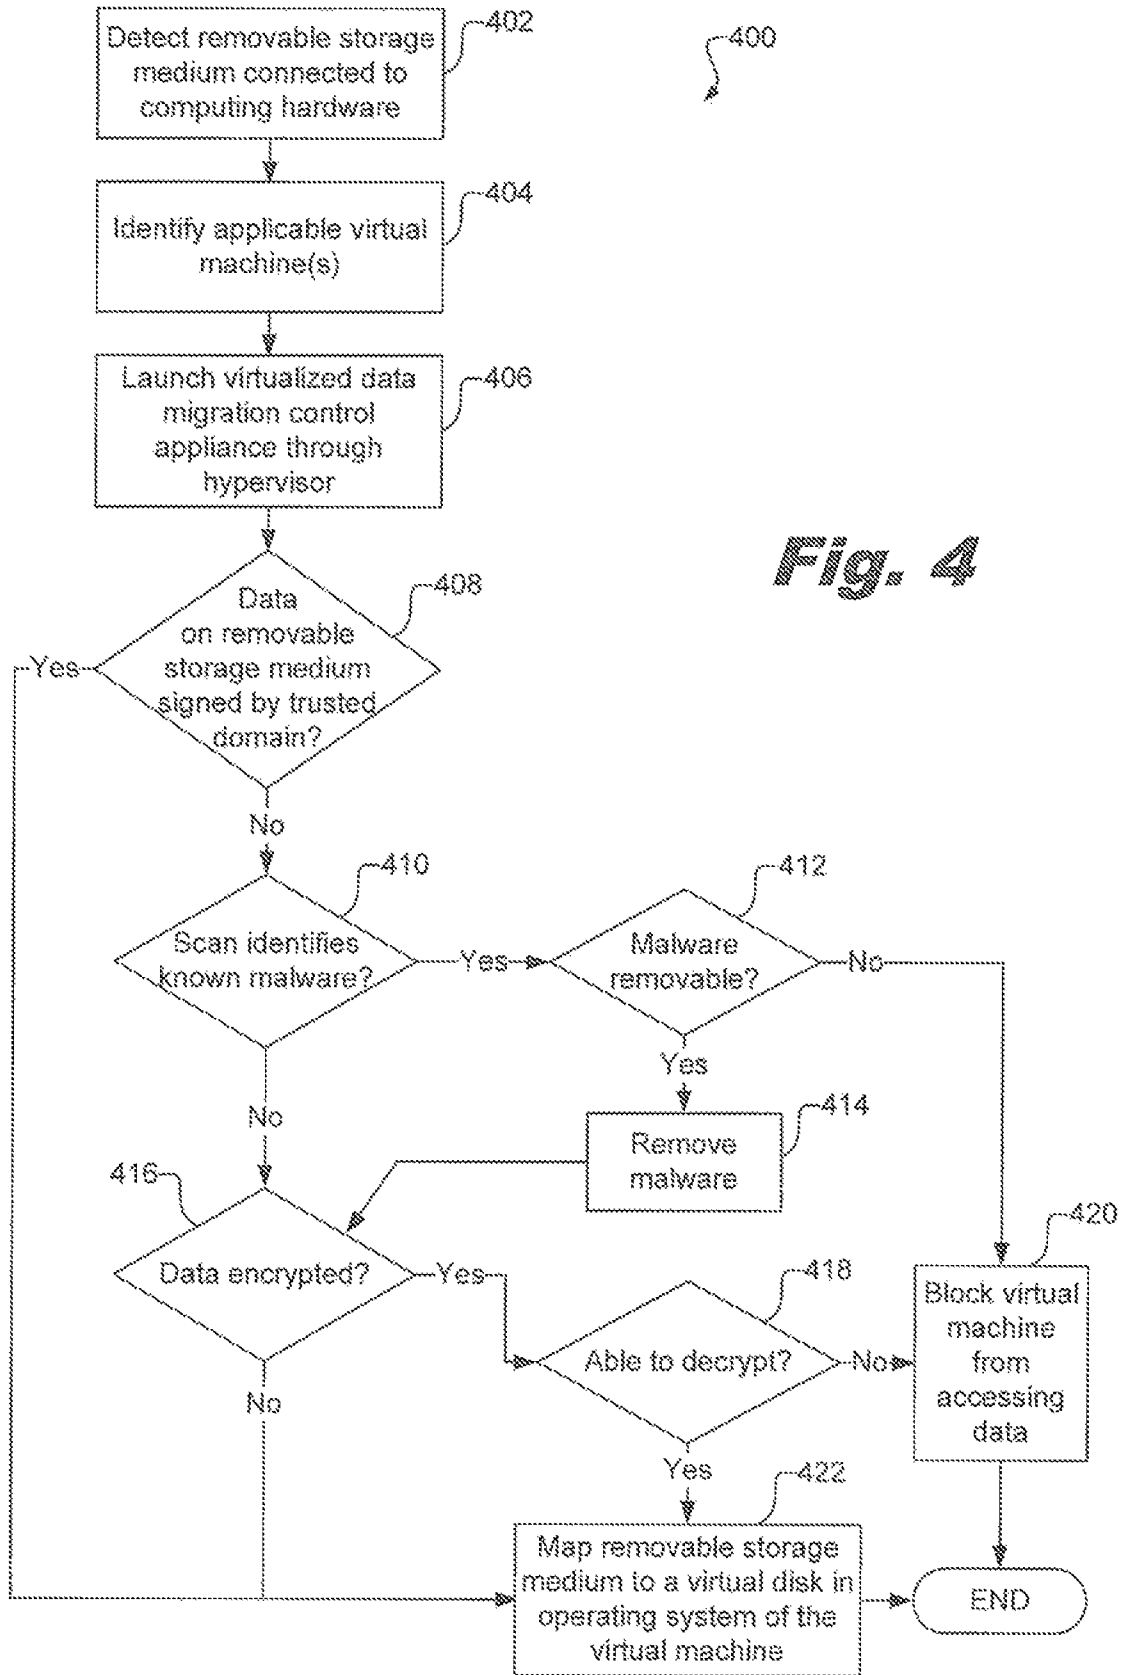 Detect removable storage
medium connected to
computing hardware
402
400
Identify applicable virtual
machine(s)
404
Launch virtualized data
migration control
appliance through
hypervisor
406
Fig. 4
Data
on removable
storage medium
signed by trusted
domain?
408
Yes
No
Scan identifies
known malware?
410
Yes
Malware
removable?
412
No
Yes
No
Remove
malware
414
416
Data encrypted?
Yes
Able to decrypt?
418
No
Block virtual
machine
from
accessing
data
420
No
Yes
Map removable storage
medium to a virtual disk in
operating system of the
virtual machine
422
END